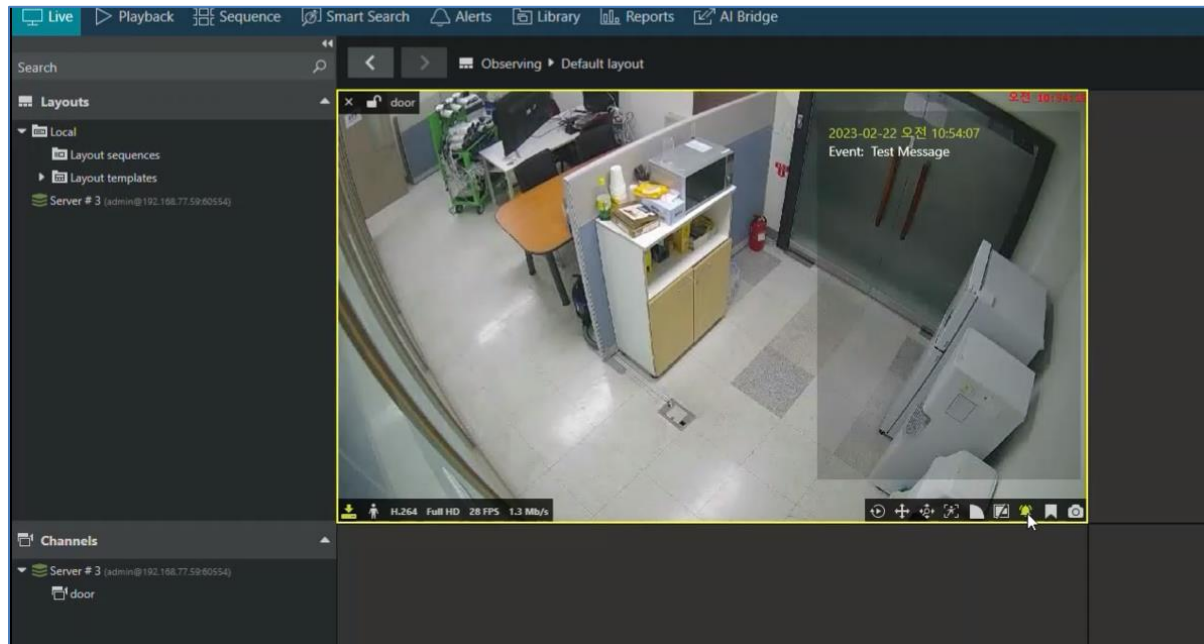 Live Playback Sequence Smart Search Alerts Library Reports AI Bridge
Search
Observing Default layout
Layouts
Local
Layout sequences
Layout templates
Server # 3 (admin@192.168.77.59:60554)
door
오전
2023-02-22 오전 10:54:07
Event: Test Message
H.264 Full HD 28 FPS 1.3 Mb/s
Channels
Server # 3 (admin@192.168.77.59:60554)
door